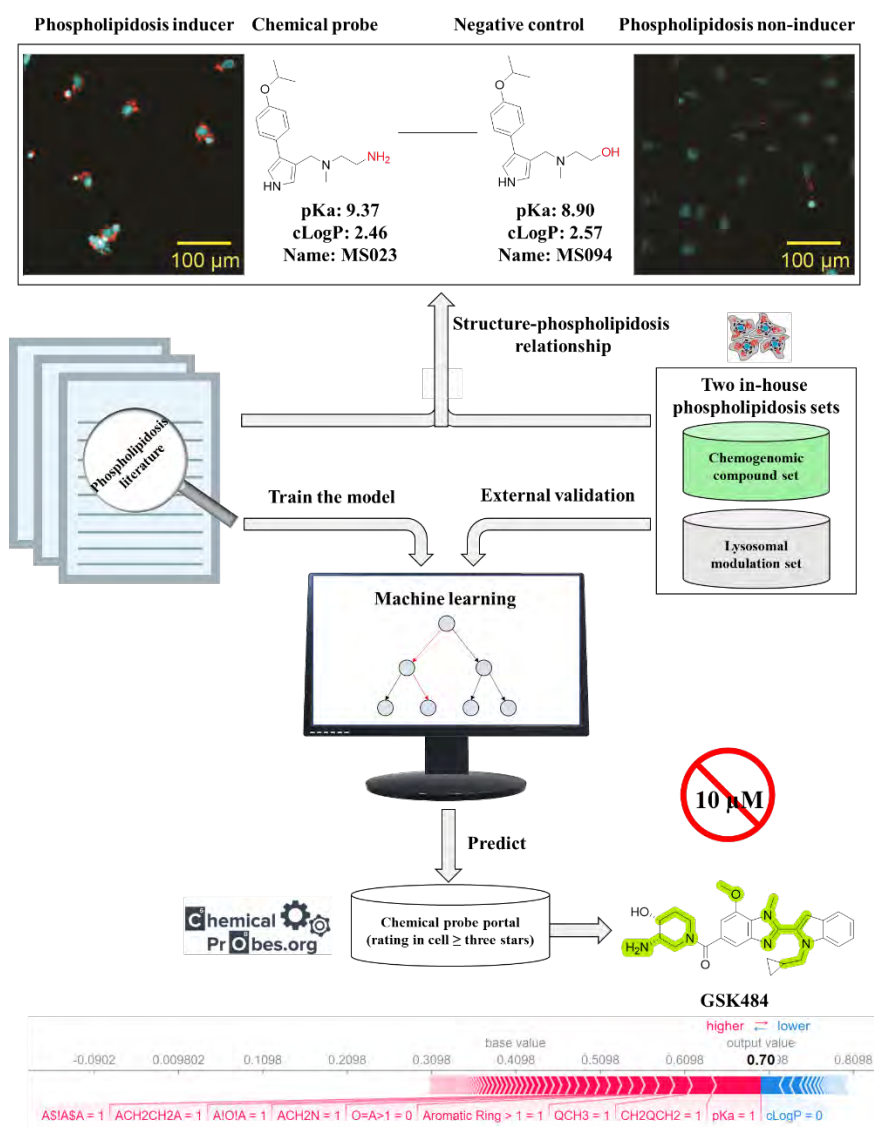 Phospholipidosis inducer
Chemical probe
Negative control
Phospholipidosis non-inducer
100 µm
O
NH₂
N
HN
pKa: 9.37
cLogP: 2.46
Name: MS023
O
OH
N
HN
pKa: 8.90
cLogP: 2.57
Name: MS094
100 µm
Structure-phospholipidosis
relationship
Two in-house
phospholipidosis sets
Chemogenomic
compound set
Lysosomal
modulation set
Phospholipidosis
literature
Train the model
External validation
Machine learning
10 µM
Predict
Chemical
PrObes.org
Chemical probe portal
(rating in cell ≥ three stars)
HO
H₂N
N
O
O
N
N
N
GSK484
higher ⇄ lower
base value
output value
-0.0902 0.009802 0.1098 0.2098 0.3098 0.4098 0.5098 0.6098 0.70 98 0.8098
A$!A$A = 1 ACH2CH2A = 1 A!O!A = 1 ACH2N = 1 O=A>1 = 0 Aromatic Ring > 1 = 1 QCH3 = 1 CH2QCH2 = 1 pKa = 1 cLogP = 0